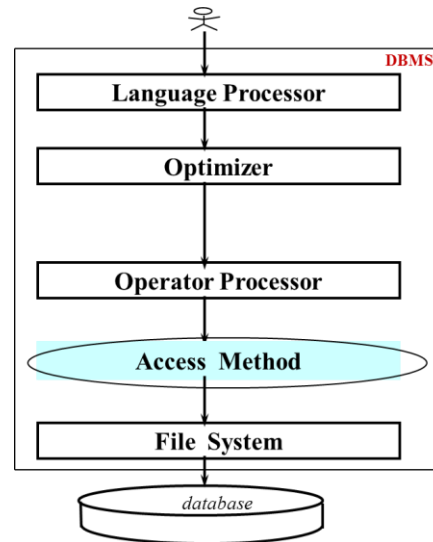 DBMS
Language Processor
Optimizer
Operator Processor
Access Method
File System
database